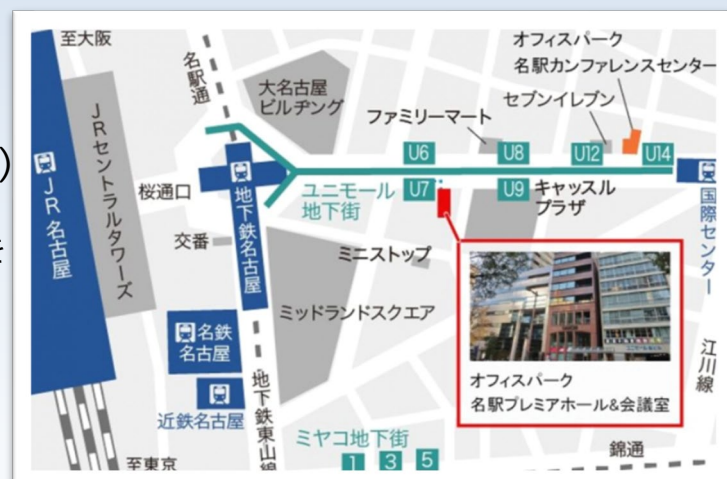 至大阪
名駅通
オフィスパーク
名駅カンファレンスセンター
大名古屋
ビルヂング
セブンイレブン
ファミリーマート
JRセントラルタワーズ
U6
U8
U12
U14
)
JR名古屋
桜通口
地下鉄名古屋
ユニモール
地下街
U7
U9
キャッスル
プラザ
国際センター
交番
ミニストップ
ミッドランドスクエア
名鉄
名古屋
江川線
オフィスパーク
名駅プレミアホール&会議室
近鉄名古屋
地下鉄東山線
ミヤコ地下街
1
3
5
錦通
至東京